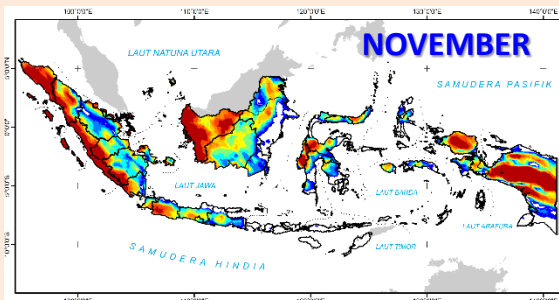 100°0'0"E 110°0'0"E 120°0'0"E 130°0'0"E 140°0'0"E
NOVEMBER
LAUT NATUNA UTARA
SAMUDERA PASIFIK
LAUT JAWA
LAUT BANDA
LAUT ARAFURA
LAUT TIMOR
SAMUDERA HINDIA